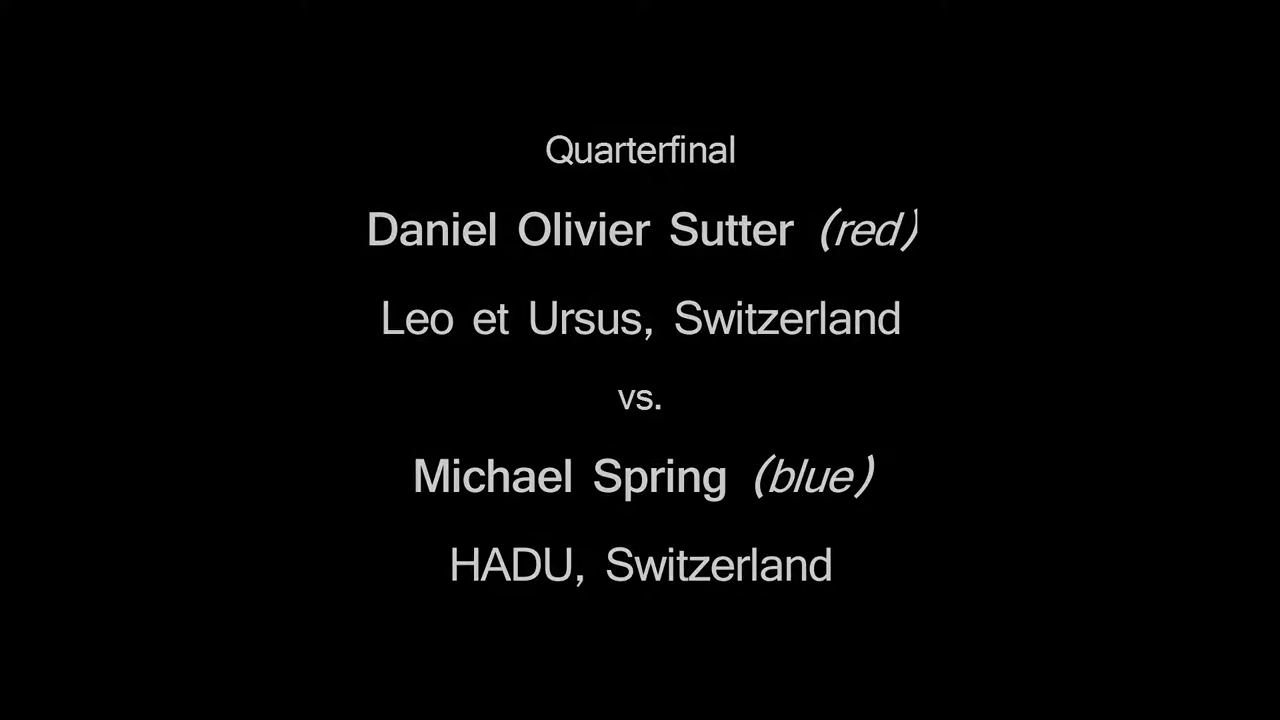 Quarterfinal
Daniel Olivier Sutter (red)
Leo et Ursus, Switzerland
vs.
Michael Spring (blue)
HADU, Switzerland